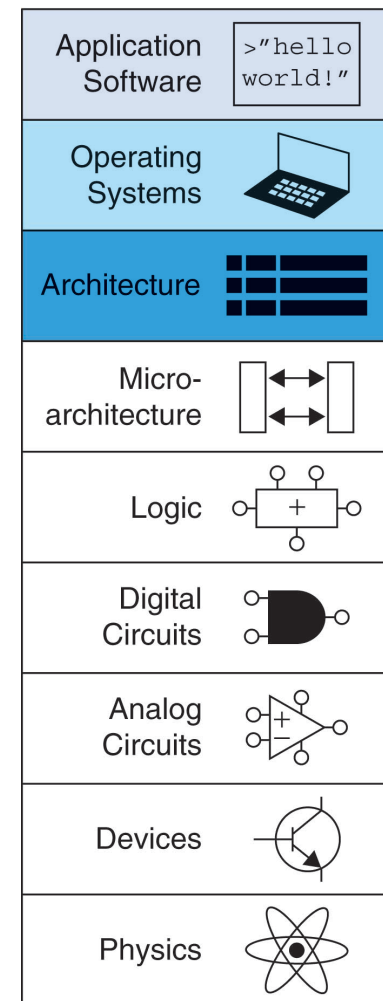 Application
Software
>"hello
world!"
Operating
Systems
Architecture
Micro-
architecture
Logic
+
Digital
Circuits
Analog
Circuits
+
−
Devices
Physics